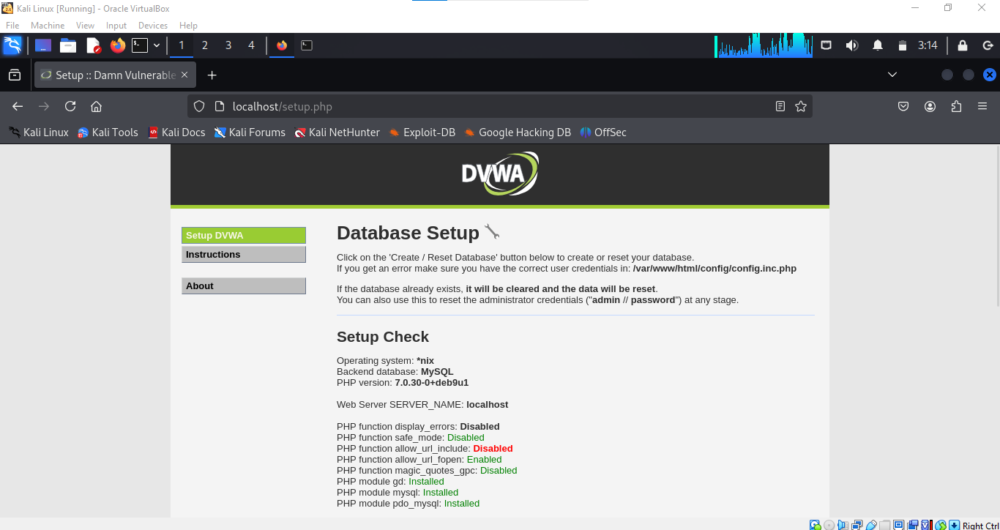 Kali Linux [Running] - Oracle VirtualBox
File Machine View Input Devices Help
1 2 3 4 3:14
Setup :: Damn Vulnerable
localhost/setup.php
Kali Linux Kali Tools Kali Docs Kali Forums Kali NetHunter Exploit-DB Google Hacking DB OffSec
DVWA
Setup DVWA
Instructions
About
Database Setup
Click on the 'Create / Reset Database' button below to create or reset your database.
If you get an error make sure you have the correct user credentials in: /var/www/html/config/config.inc.php
If the database already exists, it will be cleared and the data will be reset.
You can also use this to reset the administrator credentials ("admin // password") at any stage.
Setup Check
Operating system: *nix
Backend database: MySQL
PHP version: 7.0.30-0+deb9u1
Web Server SERVER_NAME: localhost
PHP function display_errors: Disabled
PHP function safe_mode: Disabled
PHP function allow_url_include: Disabled
PHP function allow_url_fopen: Enabled
PHP function magic_quotes_gpc: Disabled
PHP module gd: Installed
PHP module mysql: Installed
PHP module pdo_mysql: Installed
Right Ctrl